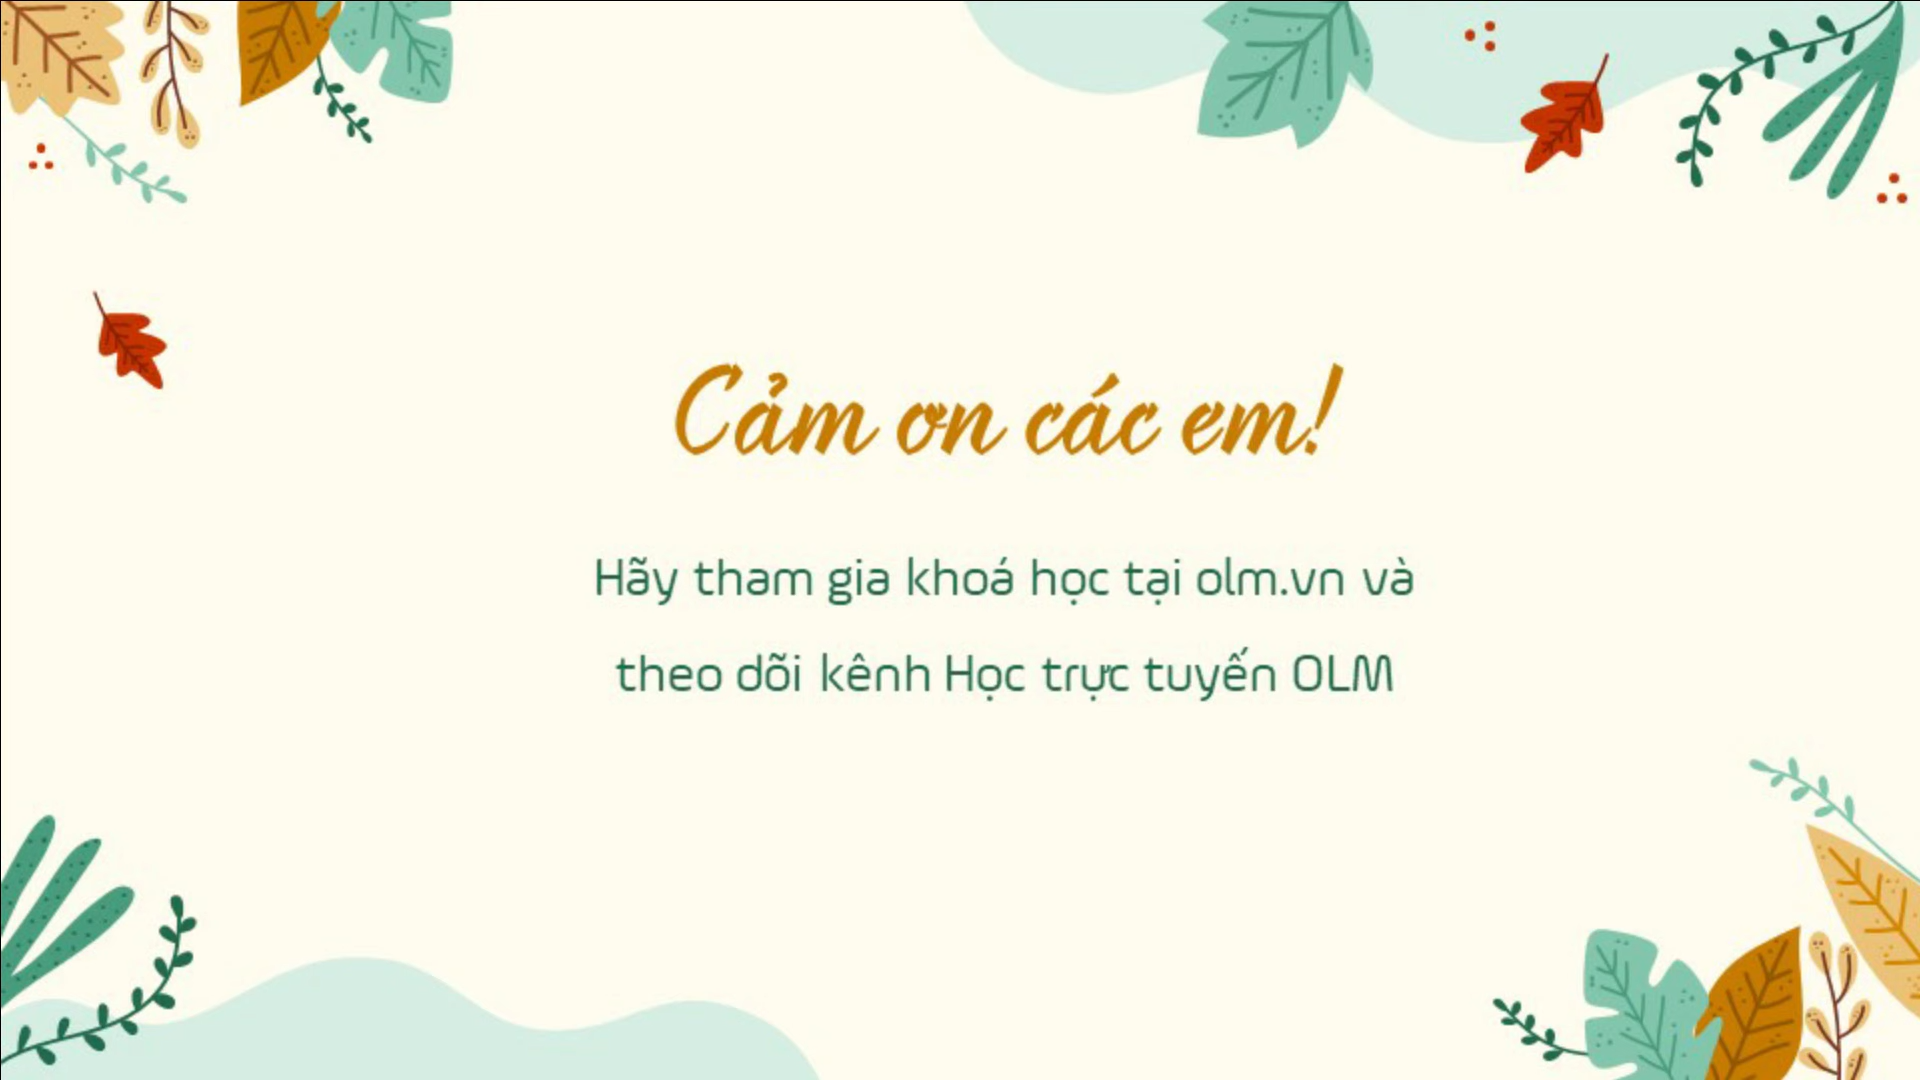 Cảm ơn các em!
Hãy tham gia khoá học tại olm.vn và
theo dõi kênh Học trực tuyến OLM